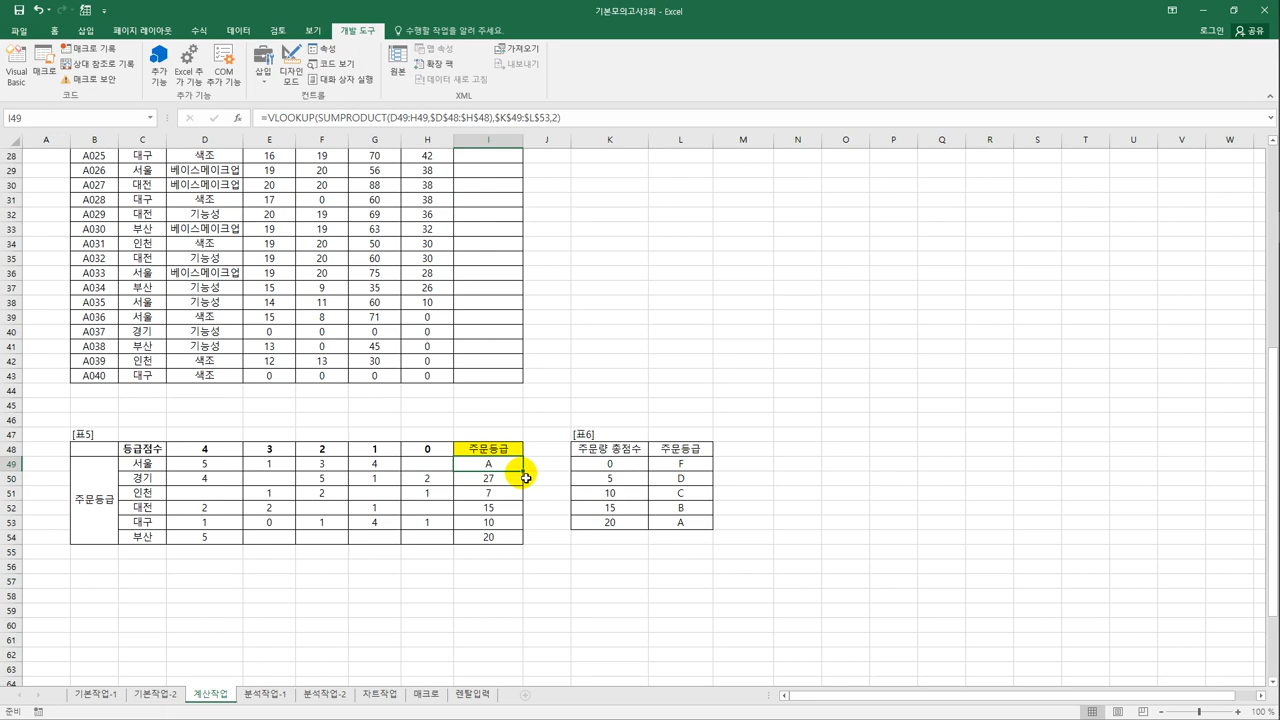 기본모의고사3회 - Excel
파일 홈 삽입 페이지 레이아웃 수식 데이터 검토 보기 개발 도구 수행할 작업을 알려 주세요. 로그인 공유
Visual Basic 매크로 매크로 기록 상대 참조로 기록 매크로 보안 코드
추가 기능 Excel 추가 기능 COM 추가 기능 추가 기능
삽입 디자인 모드 속성 코드 보기 대화 상자 실행 컨트롤
원본 맵 속성 확장 팩 데이터 새로 고침 가져오기 내보내기 XML
I49 fx =VLOOKUP(SUMPRODUCT(D49:H49,$D$48:$H$48),$K$49:$L$53,2)
A B C D E F G H I J K L M N O P Q R S T U V W
28 A025 대구 색조 16 19 70 42
29 A026 서울 베이스메이크업 19 20 56 38
30 A027 대전 베이스메이크업 20 20 88 38
31 A028 대구 색조 17 0 60 38
32 A029 대전 기능성 20 19 69 36
33 A030 부산 베이스메이크업 19 19 63 32
34 A031 인천 색조 19 20 50 30
35 A032 대전 기능성 19 20 60 30
36 A033 서울 베이스메이크업 19 20 75 28
37 A034 부산 기능성 15 9 35 26
38 A035 서울 기능성 14 11 60 10
39 A036 서울 색조 15 8 71 0
40 A037 경기 기능성 0 0 0 0
41 A038 부산 기능성 13 0 45 0
42 A039 인천 색조 12 13 30 0
43 A040 대구 색조 0 0 0 0
44
45
46
47 [표5] [표6]
48 등급점수 4 3 2 1 0 주문등급 주문량 총점수 주문등급
49 서울 5 1 3 4 A 0 F
50 경기 4 5 1 2 27 5 D
51 주문등급 인천 1 2 1 7 10 C
52 대전 2 2 1 15 15 B
53 대구 1 0 1 4 1 10 20 A
54 부산 5 20
55
56
57
58
59
60
61
62
63
64
기본작업-1 기본작업-2 계산작업 분석작업-1 분석작업-2 차트작업 매크로 렌탈입력
준비 100 %